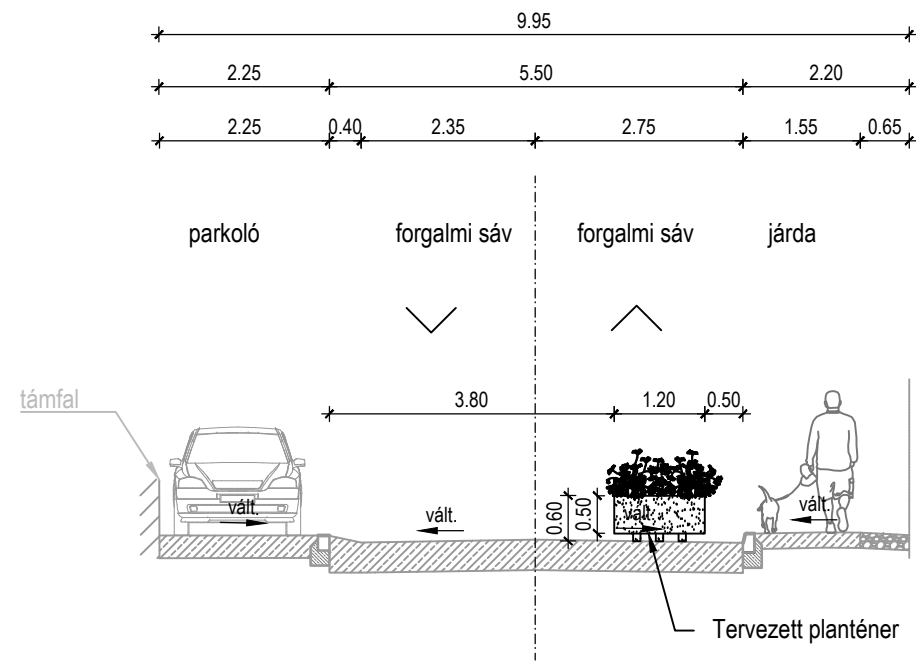 9.95
2.25 5.50 2.20
2.25 0.40 2.35 2.75 1.55 0.65
parkoló forgalmi sáv forgalmi sáv járda
támfal
3.80 1.20 0.50
vált. vált. 0.60 0.50 vált. vált.
Tervezett planténer